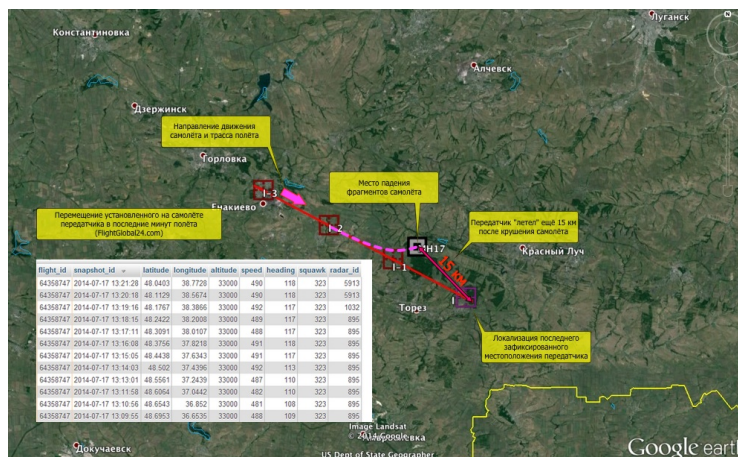 Луганск
Константиновка
Алчевск
Дзержинск
Направление движения
самолёта и трасса полёта
Горловка
I-3
Место падения
фрагментов самолёта
Енакиево
Перемещение установленного на самолёте
передатчика в последние минут полёта
(FlightGlobal24.com)
I-2
Передатчик "летел" ещё 15 км
после крушения самолёта
MH17
Красный Луч
I-1
15 км
Торез
I
Локализация последнего
зафиксированного
местоположения передатчика
flight_id snapshot_id latitude longitude altitude speed heading squawk radar_id
64358747 2014-07-17 13:21:28 48.0403 38.7728 33000 490 118 323 5913
64358747 2014-07-17 13:20:18 48.1129 38.5674 33000 490 118 323 5913
64358747 2014-07-17 13:19:16 48.1767 38.3866 33000 492 117 323 1032
64358747 2014-07-17 13:18:15 48.2422 38.2008 33000 489 117 323 895
64358747 2014-07-17 13:17:11 48.3091 38.0107 33000 488 117 323 895
64358747 2014-07-17 13:16:08 48.3756 37.8218 33000 491 118 323 895
64358747 2014-07-17 13:15:05 48.4438 37.6343 33000 491 117 323 895
64358747 2014-07-17 13:14:03 48.502 37.4396 33000 492 113 323 895
64358747 2014-07-17 13:13:01 48.5561 37.2439 33000 487 110 323 895
64358747 2014-07-17 13:11:58 48.6064 37.0442 33000 482 110 323 895
64358747 2014-07-17 13:10:56 48.6543 36.852 33000 481 108 323 895
64358747 2014-07-17 13:09:55 48.6953 36.6535 33000 488 109 323 895
Докучаевск
Image Landsat
© 2014 Google
US Dept of State Geographer
Google earth